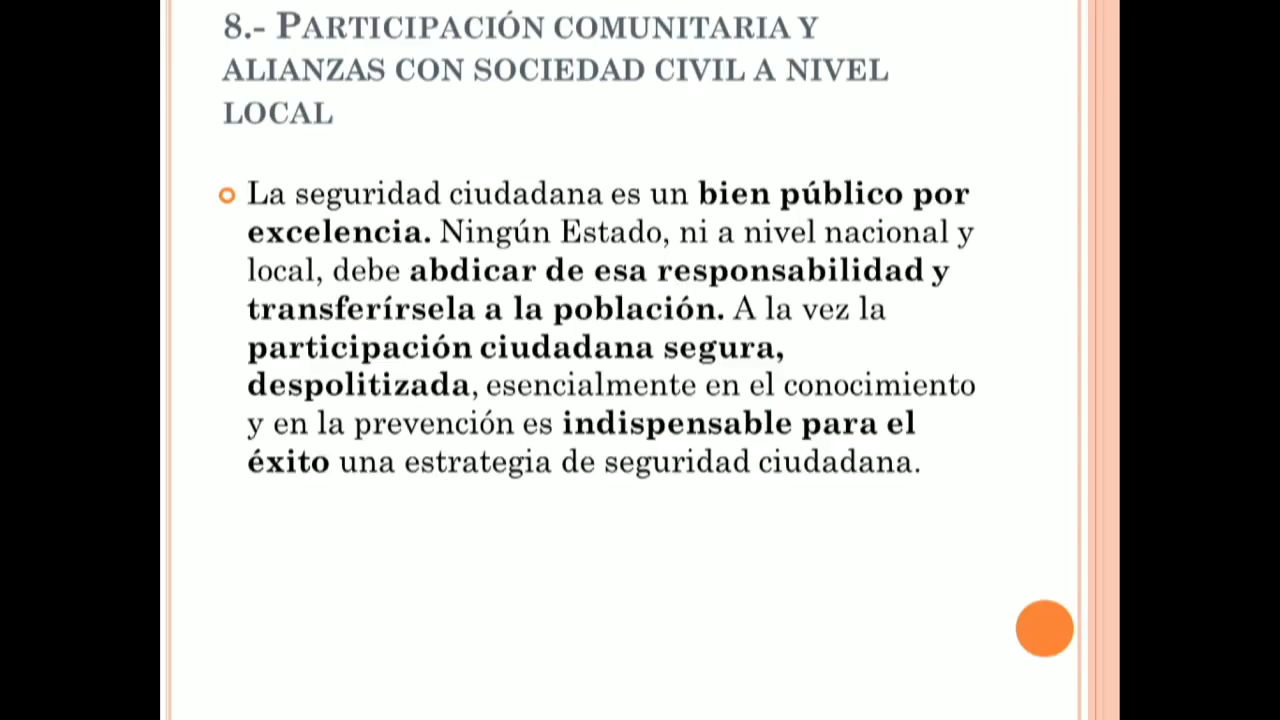 8.- PARTICIPACIÓN COMUNITARIA Y
ALIANZAS CON SOCIEDAD CIVIL A NIVEL
LOCAL
La seguridad ciudadana es un bien público por
excelencia. Ningún Estado, ni a nivel nacional y
local, debe abdicar de esa responsabilidad y
transferírsela a la población. A la vez la
participación ciudadana segura,
despolitizada, esencialmente en el conocimiento
y en la prevención es indispensable para el
éxito una estrategia de seguridad ciudadana.